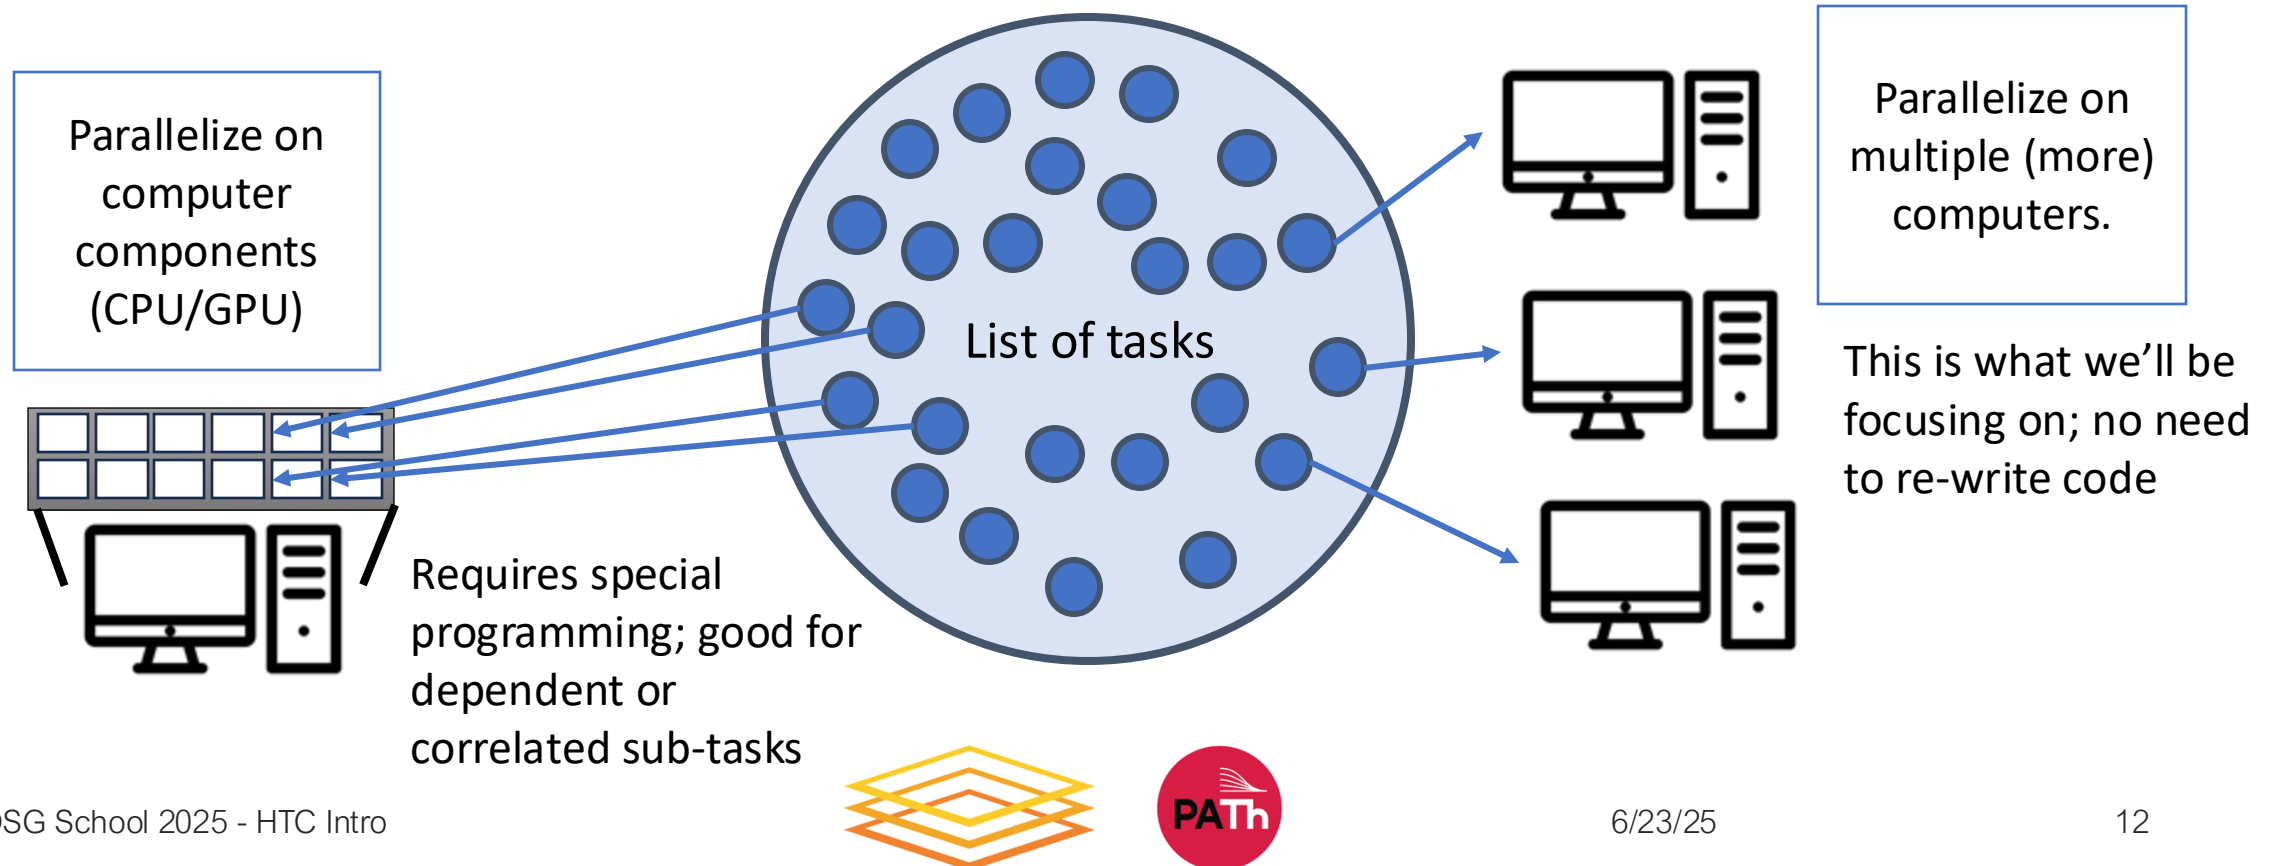 Parallelize on
computer
components
(CPU/GPU)
List of tasks
Parallelize on
multiple (more)
computers.
This is what we’ll be
focusing on; no need
to re-write code
Requires special
programming; good for
dependent or
correlated sub-tasks
PATh
SG School 2025 - HTC Intro
6/23/25
12